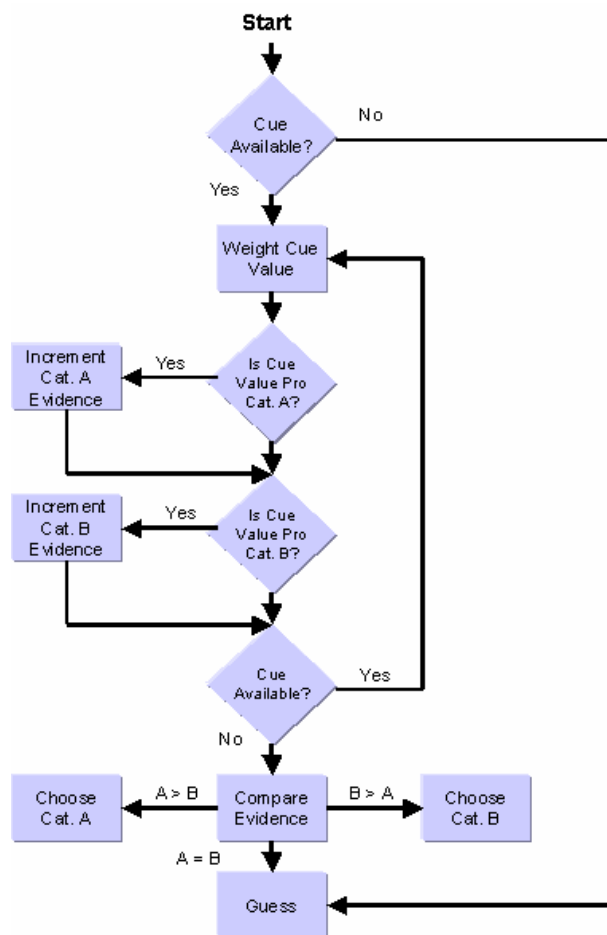 Start
Cue
Available?
No
Yes
Weight Cue
Value
Is Cue
Value Pro
Cat. A?
Yes
Increment
Cat. A
Evidence
Is Cue
Value Pro
Cat. B?
Yes
Increment
Cat. B
Evidence
Cue
Available?
Yes
No
Compare
Evidence
A > B
Choose
Cat. A
B > A
Choose
Cat. B
A = B
Guess